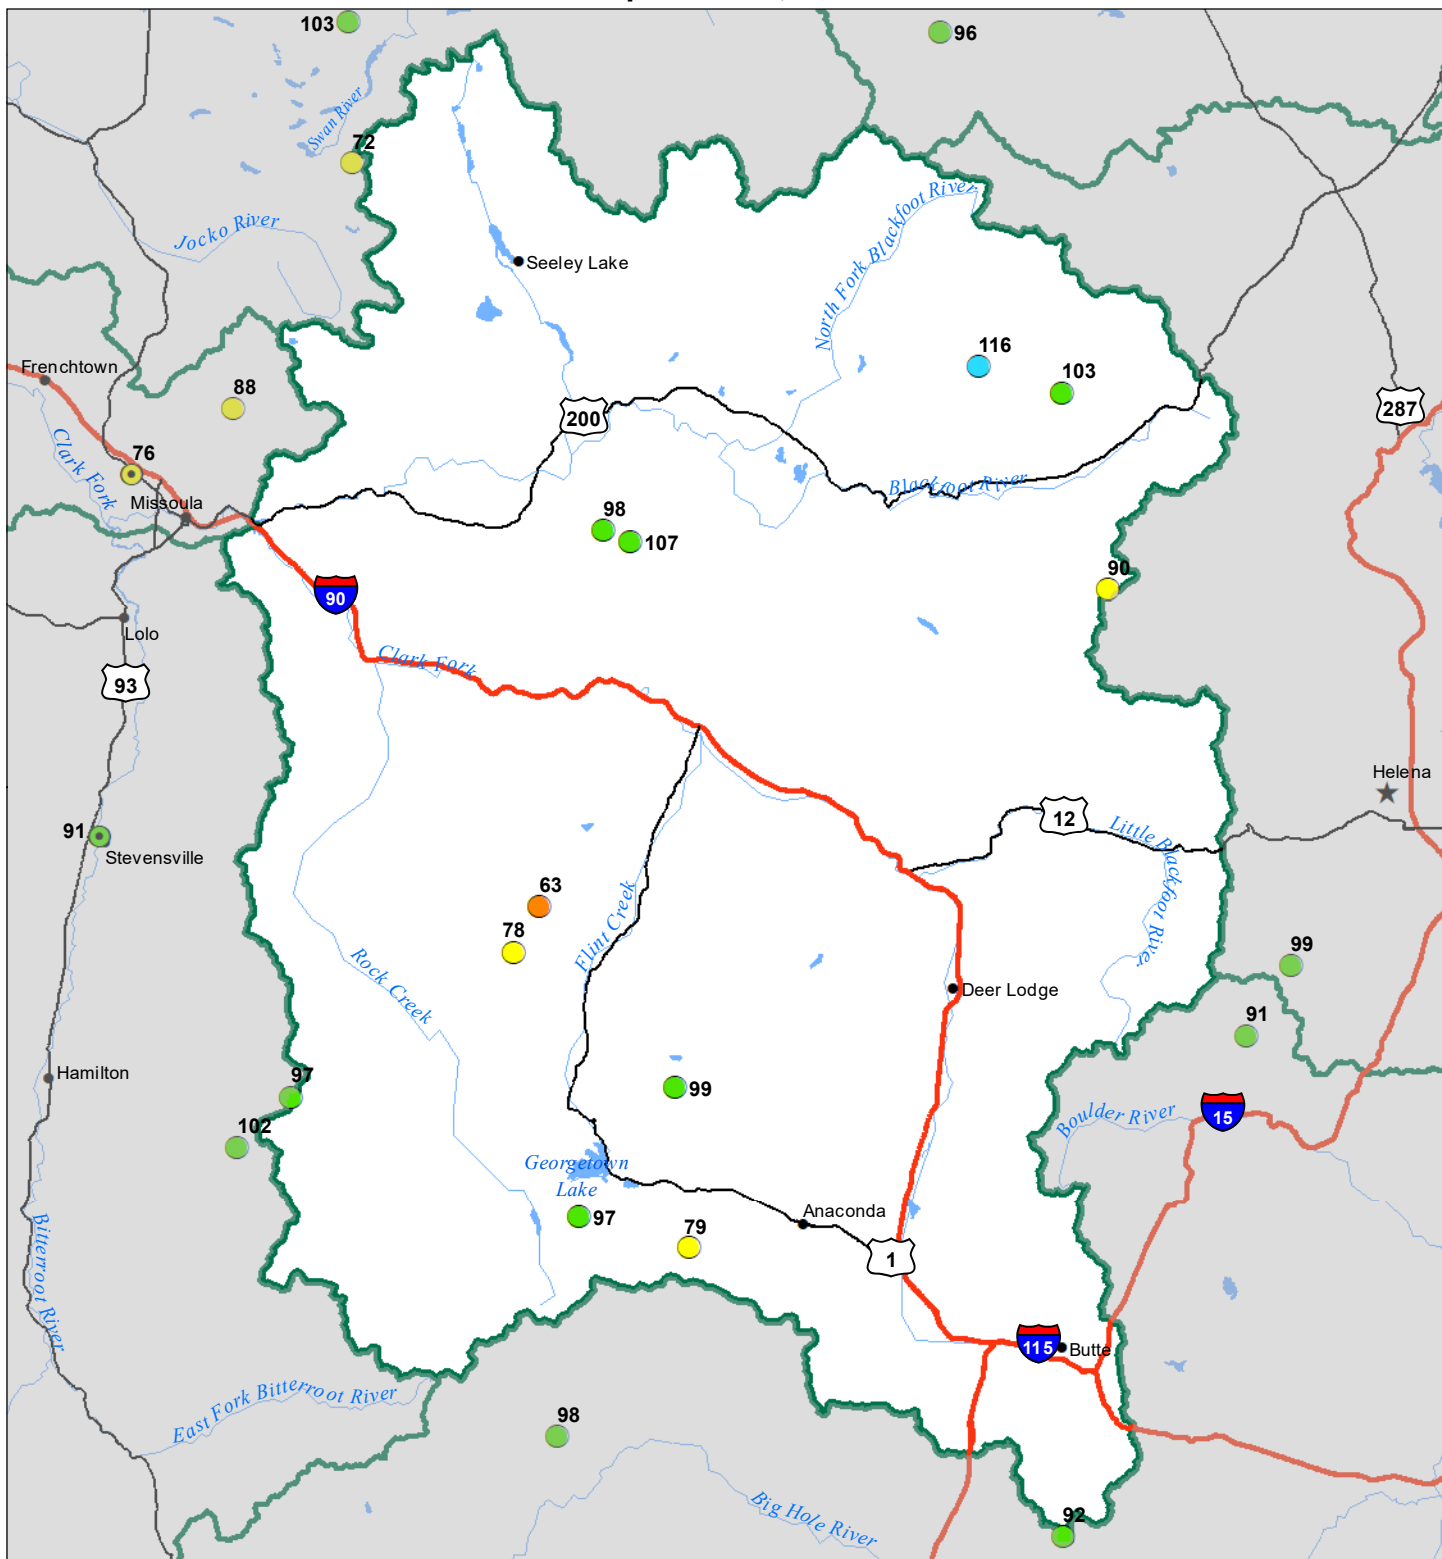 103
96
Swan River
72
Jocko River
North Fork Blackfoot River
Seeley Lake
116
103
Frenchtown
88
200
287
Clark Fork
76
Missoula
Blackfoot River
98
107
90
90
Lolo
93
Clark Fork
Helena
12
Little Blackfoot River
91
Stevensville
63
78
Flint Creek
Rock Creek
99
Deer Lodge
91
Hamilton
97
99
102
Boulder River
15
Georgetown
Lake
97
79
Anaconda
1
Bitterroot River
115
Butte
East Fork Bitterroot River
98
Big Hole River
92